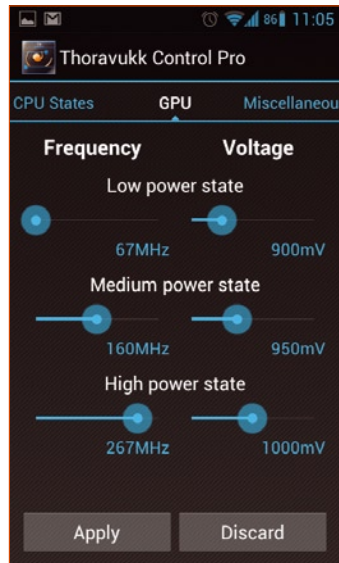 86 11:05
Thoravukk Control Pro
CPU States GPU Miscellaneou
Frequency Voltage
Low power state
67MHz 900mV
Medium power state
160MHz 950mV
High power state
267MHz 1000mV
Apply Discard